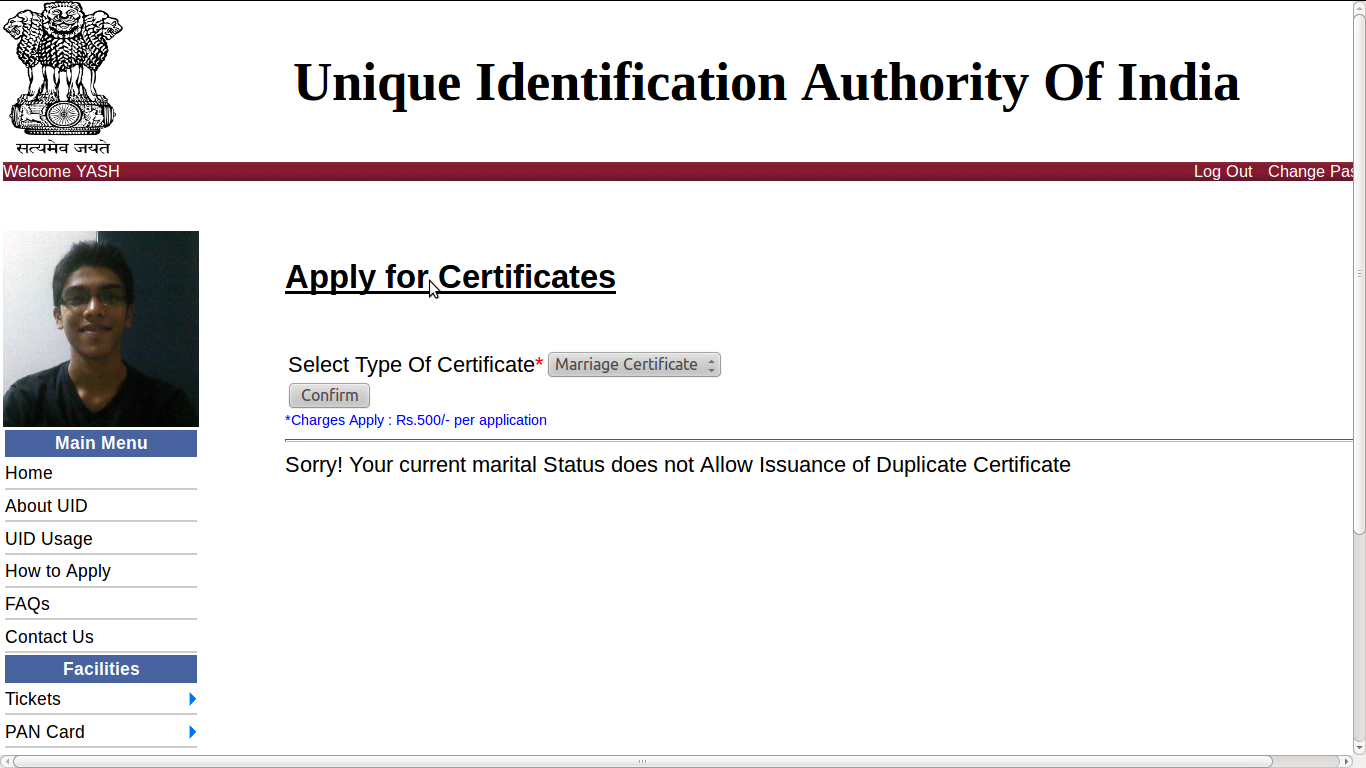 Unique Identification Authority Of India
सत्यमेव जयते
Welcome YASH
Log Out Change Pas
Apply for Certificates
Select Type Of Certificate* Marriage Certificate
Confirm
*Charges Apply : Rs.500/- per application
Sorry! Your current marital Status does not Allow Issuance of Duplicate Certificate
Main Menu
Home
About UID
UID Usage
How to Apply
FAQs
Contact Us
Facilities
Tickets
PAN Card